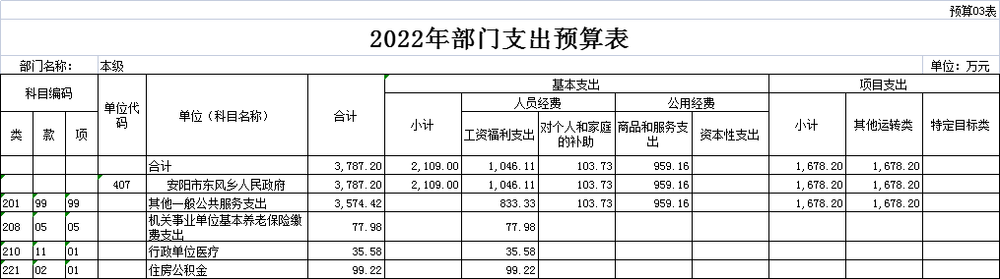 预算03表
2022年部门支出预算表
部门名称： 本级 单位：万元
科目编码 单位代码 单位（科目名称） 合计 基本支出 项目支出
小计 人员经费 公用经费 小计 其他运转类 特定目标类
类 款 项 工资福利支出 对个人和家庭的补助 商品和服务支出 资本性支出
合计 3,787.20 2,109.00 1,046.11 103.73 959.16 1,678.20 1,678.20
407 安阳市东风乡人民政府 3,787.20 2,109.00 1,046.11 103.73 959.16 1,678.20 1,678.20
201 99 99 其他一般公共服务支出 3,574.42 833.33 103.73 959.16 1,678.20 1,678.20
208 05 05 机关事业单位基本养老保险缴费支出 77.98 77.98
210 11 01 行政单位医疗 35.58 35.58
221 02 01 住房公积金 99.22 99.22